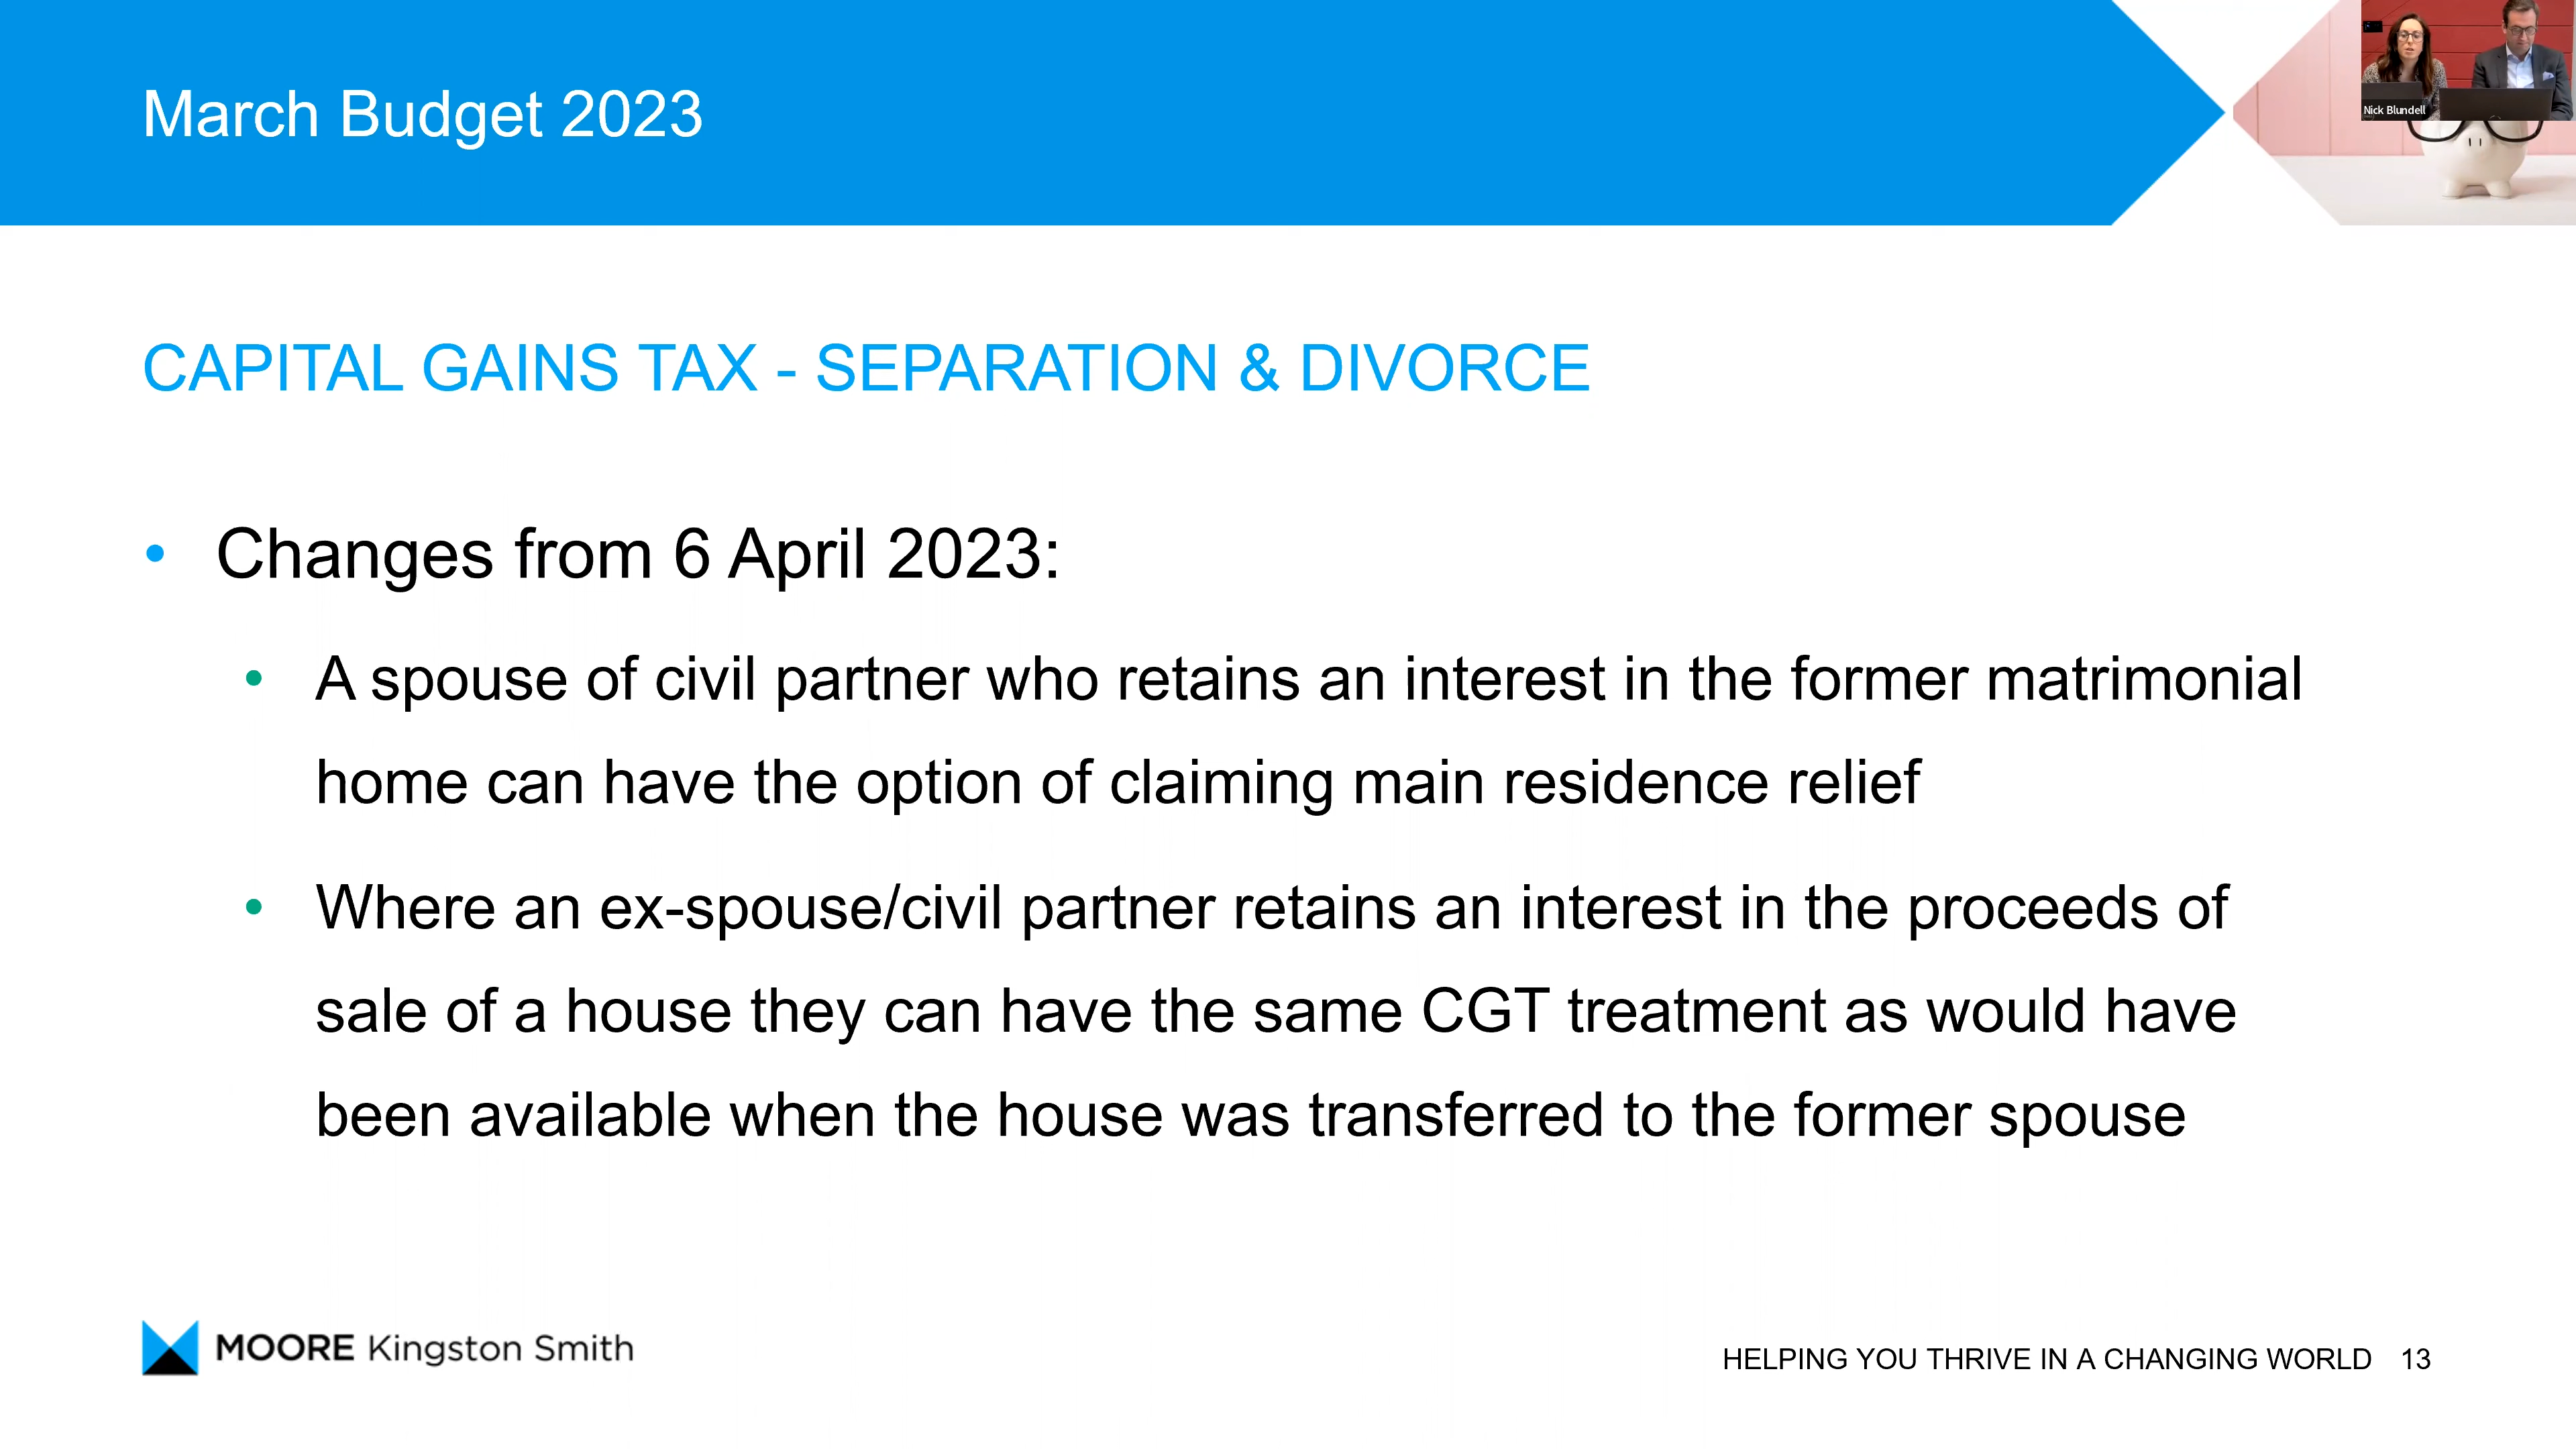 March Budget 2023
Nick Blundell
CAPITAL GAINS TAX - SEPARATION & DIVORCE
• Changes from 6 April 2023:
• A spouse of civil partner who retains an interest in the former matrimonial
home can have the option of claiming main residence relief
• Where an ex-spouse/civil partner retains an interest in the proceeds of
sale of a house they can have the same CGT treatment as would have
been available when the house was transferred to the former spouse
MOORE Kingston Smith
HELPING YOU THRIVE IN A CHANGING WORLD 13